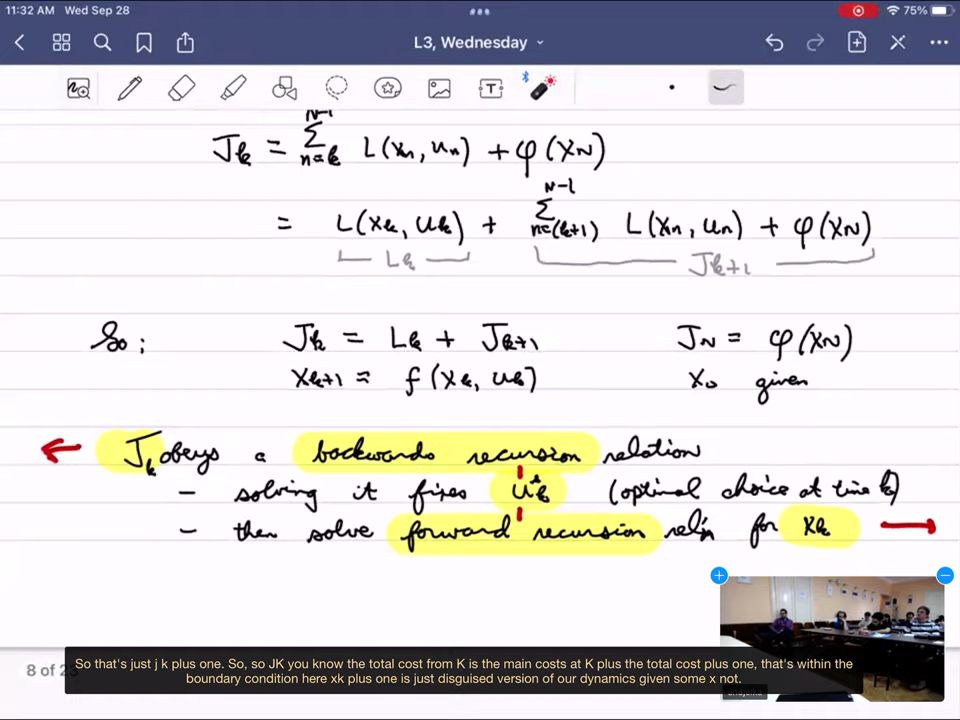 11:32 AM Wed Sep 28
75%
L3, Wednesday
N-1
J_k = Σ L(x_n, u_n) + φ(x_N)
n=k
N-1
= L(x_k, u_k) + Σ L(x_n, u_n) + φ(x_N)
n=(k+1)
L_k J_{k+1}
So: J_k = L_k + J_{k+1} J_N = φ(x_N)
x_{k+1} = f(x_k, u_k) x_0 given
← J_k obeys a backwards recursion relation
- solving it fixes u*_k (optimal choice at time k)
- then solve forward recursion rel'n for x_k →
8 of 23
So that's just j k plus one. So, so JK you know the total cost from K is the main costs at K plus the total cost plus one, that's within the
boundary condition here xk plus one is just disguised version of our dynamics given some x not.